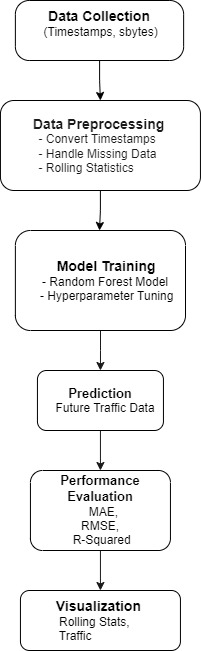 Data Collection
(Timestamps, sbytes)
Data Preprocessing
- Convert Timestamps
- Handle Missing Data
- Rolling Statistics
Model Training
- Random Forest Model
- Hyperparameter Tuning
Prediction
Future Traffic Data
Performance
Evaluation
MAE,
RMSE,
R-Squared
Visualization
Rolling Stats,
Traffic